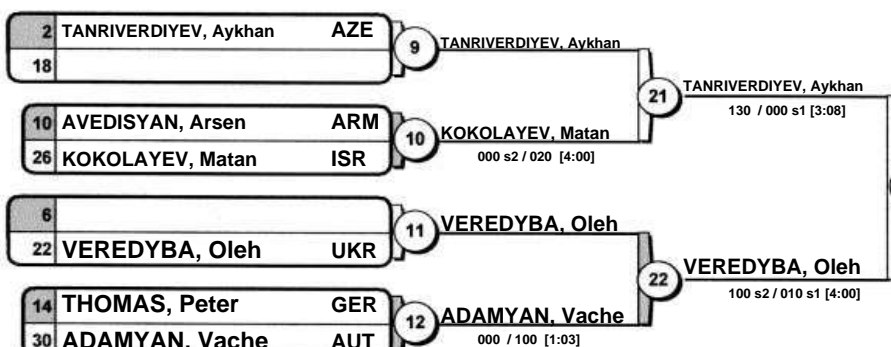 2 TANRIVERDIYEV, Aykhan AZE
18
9
TANRIVERDIYEV, Aykhan
10 AVEDISYAN, Arsen ARM
26 KOKOLAYEV, Matan ISR
10
KOKOLAYEV, Matan
000 s2 / 020 [4:00]
21
TANRIVERDIYEV, Aykhan
130 / 000 s1 [3:08]
6
22 VEREDYBA, Oleh UKR
11
VEREDYBA, Oleh
14 THOMAS, Peter GER
30 ADAMYAN, Vache AUT
12
ADAMYAN, Vache
000 / 100 [1:03]
22
VEREDYBA, Oleh
100 s2 / 010 s1 [4:00]